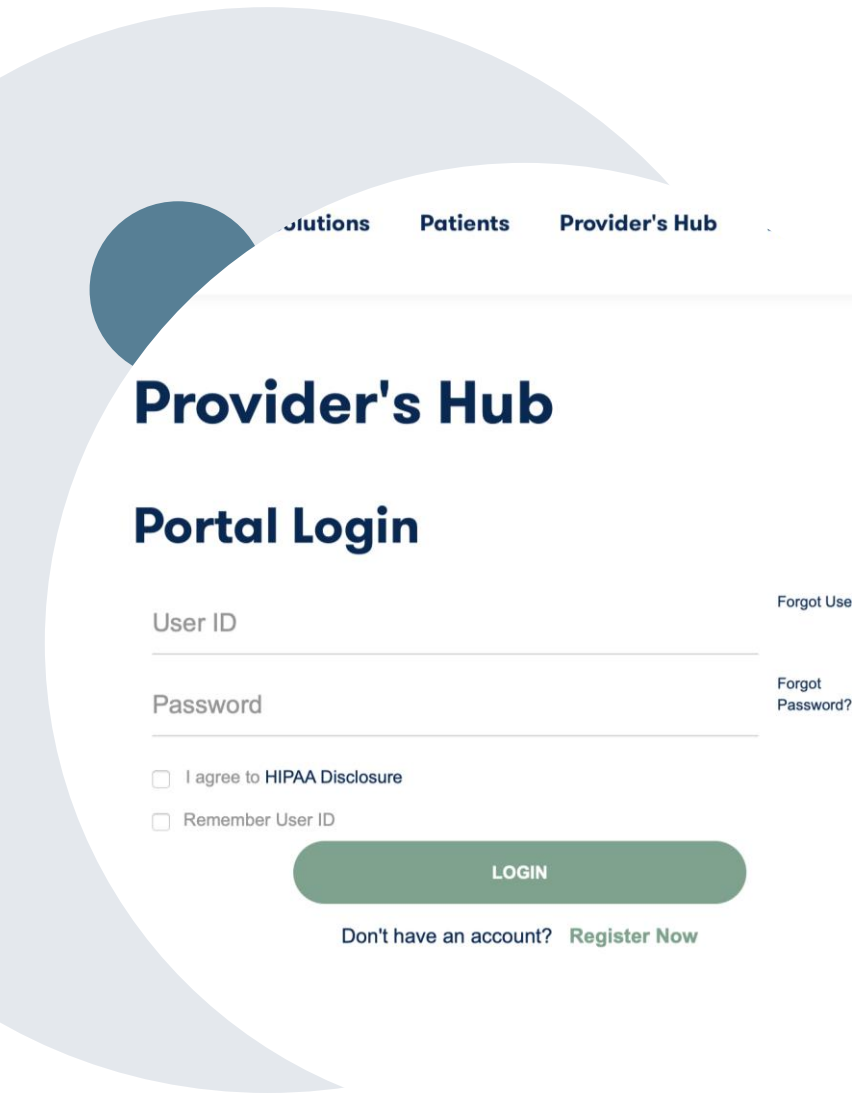 Patients Provider's Hub
Provider's Hub
Portal Login
User ID
Forgot Use
Password
Forgot
Password?
I agree to HIPAA Disclosure
Remember User ID
LOGIN
Don't have an account? Register Now